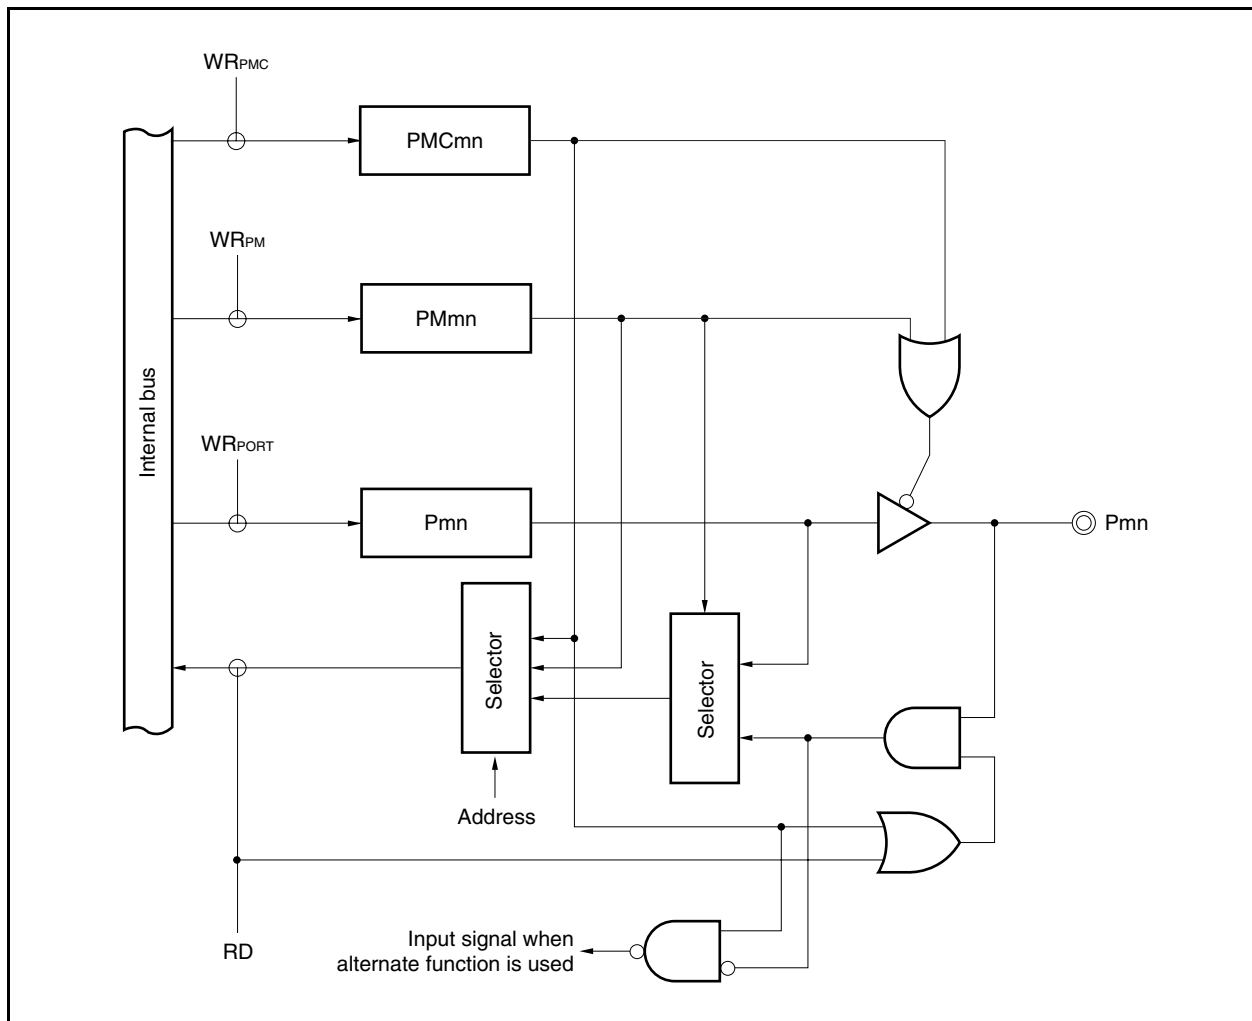 WRPMC
PMCmn
WRPM
PMmn
Internal bus
WRPORT
Pmn
Pmn
Selector
Selector
Address
RD
Input signal when
alternate function is used